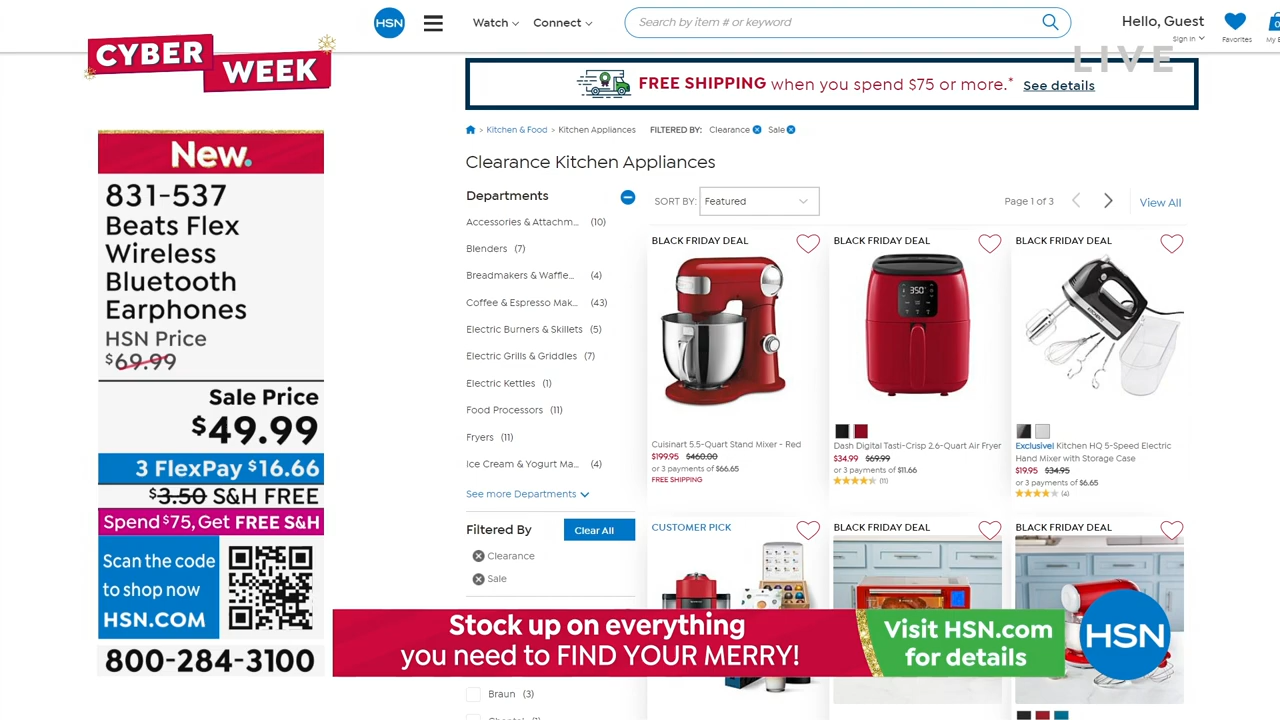 HSN
Watch
Connect
Search by item # or keyword
Hello, Guest
Sign In
Favorites
0
LIVE
CYBER
WEEK
FREE SHIPPING when you spend $75 or more.* See details
> Kitchen & Food > Kitchen Appliances FILTERED BY: Clearance Sale
Clearance Kitchen Appliances
New.
831-537
Beats Flex
Wireless
Bluetooth
Earphones
HSN Price
$69.99
Sale Price
$49.99
3 FlexPay $16.66
$3.50 S&H FREE
Spend $75, Get FREE S&H
Scan the code
to shop now
HSN.COM
800-284-3100
Departments
Accessories & Attachm... (10)
Blenders (7)
Breadmakers & Waffle... (4)
Coffee & Espresso Mak... (43)
Electric Burners & Skillets (5)
Electric Grills & Griddles (7)
Electric Kettles (1)
Food Processors (11)
Fryers (11)
Ice Cream & Yogurt Ma... (4)
See more Departments
Filtered By
Clear All
Clearance
Sale
Braun (3)
SORT BY: Featured
Page 1 of 3
View All
BLACK FRIDAY DEAL
Cuisinart 5.5-Quart Stand Mixer - Red
$199.95 $460.00
or 3 payments of $66.65
FREE SHIPPING
BLACK FRIDAY DEAL
350°
Dash Digital Tasti-Crisp 2.6-Quart Air Fryer
$34.99 $69.99
or 3 payments of $11.66
(11)
BLACK FRIDAY DEAL
Exclusive! Kitchen HQ 5-Speed Electric
Hand Mixer with Storage Case
$19.95 $34.95
or 3 payments of $6.65
(4)
CUSTOMER PICK
BLACK FRIDAY DEAL
BLACK FRIDAY DEAL
Stock up on everything
you need to FIND YOUR MERRY!
Visit HSN.com
for details
HSN